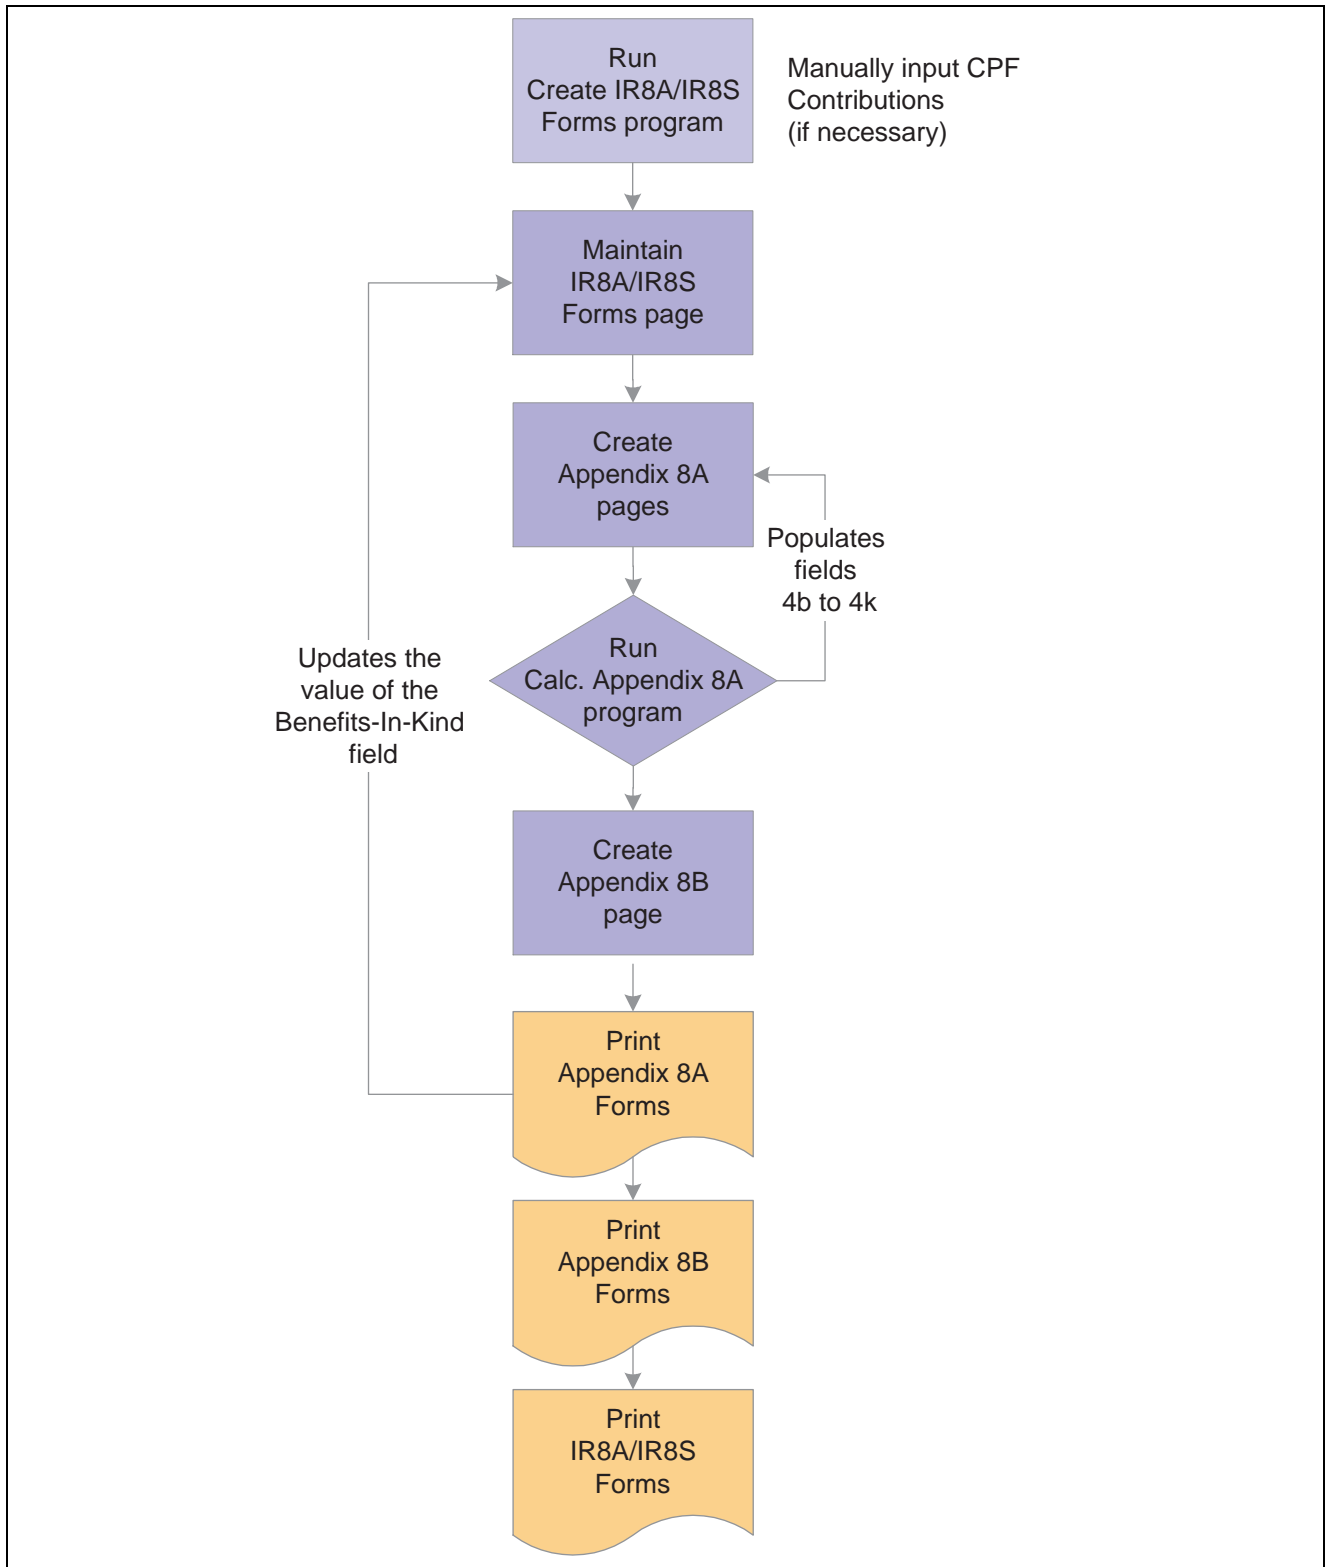 Run
Create IR8A/IR8S
Forms program
Manually input CPF
Contributions
(if necessary)
Maintain
IR8A/IR8S
Forms page
Create
Appendix 8A
pages
Populates
fields
4b to 4k
Run
Calc. Appendix 8A
program
Updates the
value of the
Benefits-In-Kind
field
Create
Appendix 8B
page
Print
Appendix 8A
Forms
Print
Appendix 8B
Forms
Print
IR8A/IR8S
Forms